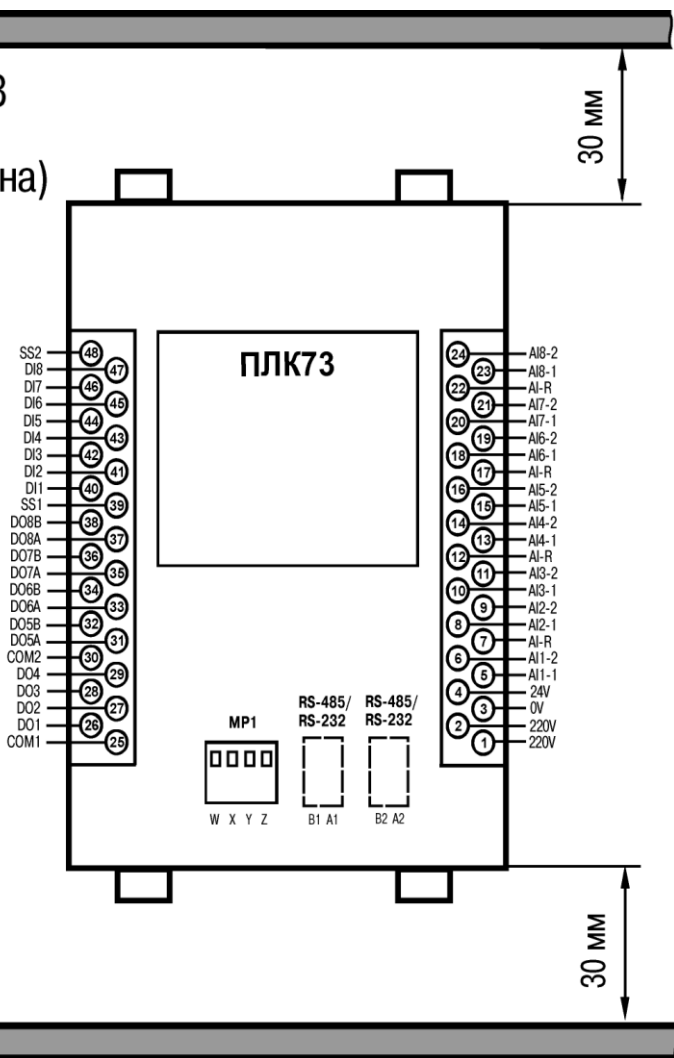 3
на)
30 мм
ПЛК73
SS2 48
DI8 47
DI7 46
DI6 45
DI5 44
DI4 43
DI3 42
DI2 41
DI1 40
SS1 39
DO8B 38
DO8A 37
DO7B 36
DO7A 35
DO6B 34
DO6A 33
DO5B 32
DO5A 31
COM2 30
DO4 29
DO3 28
DO2 27
DO1 26
COM1 25
24 AI8-2
23 AI8-1
22 AI-R
21 AI7-2
20 AI7-1
19 AI6-2
18 AI6-1
17 AI-R
16 AI5-2
15 AI5-1
14 AI4-2
13 AI4-1
12 AI-R
11 AI3-2
10 AI3-1
9 AI2-2
8 AI2-1
7 AI-R
6 AI1-2
5 AI1-1
4 24V
3 0V
2 220V
1 220V
MP1
W X Y Z
RS-485/
RS-232
B1 A1
RS-485/
RS-232
B2 A2
30 мм